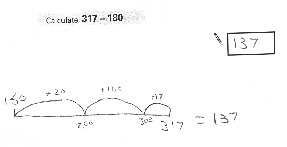 Calculate 317 – 180
137
+20 +100 +17
180 200 300 317 = 137